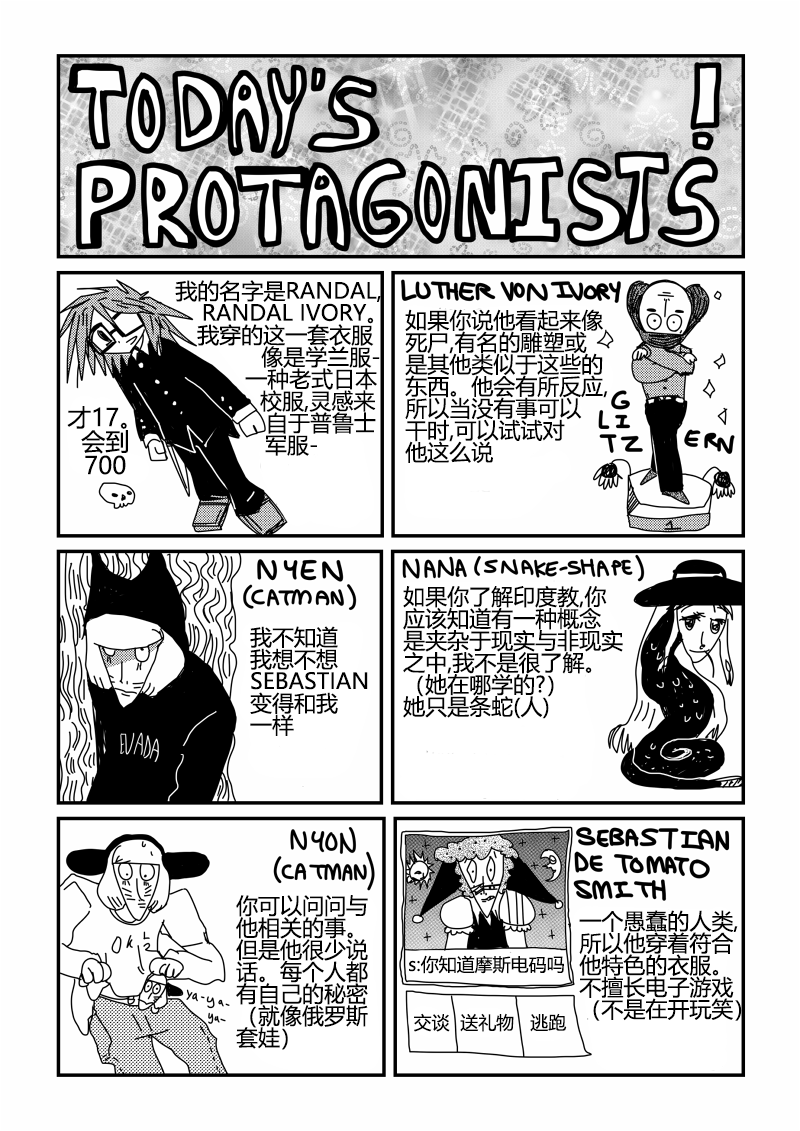 TODAY'S !
PROTAGONISTS
我的名字是RANDAL,
RANDAL IVORY。
我穿的这一套衣服
像是学兰服-
一种老式日本
校服,灵感来
自于普鲁士
军服-
才17。
会到
700
LUTHER VON IVORY
如果你说他看起来像
死尸,有名的雕塑或
是其他类似于这些的
东西。他会有所反应,
所以当没有事可以
干时,可以试试对
他这么说
G
LI
TZ
ERN
1
NYEN
(CATMAN)
我不知道
我想不想
SEBASTIAN
变得和我
一样
EVADA
NANA (SNAKE-SHAPE)
如果你了解印度教,你
应该知道有一种概念
是夹杂于现实与非现实
之中,我不是很了解。
(她在哪学的?)
她只是条蛇(人)
NYON
(CATMAN)
你可以问问与
他相关的事。
但是他很少说
话。每个人都
有自己的秘密
(就像俄罗斯
套娃)
ya-ya-
ya-
SEBASTIAN
DE TOMATO
SMITH
一个愚蠢的人类,
所以他穿着符合
他特色的衣服。
不擅长电子游戏
(不是在开玩笑)
s:你知道摩斯电码吗
交谈 送礼物 逃跑